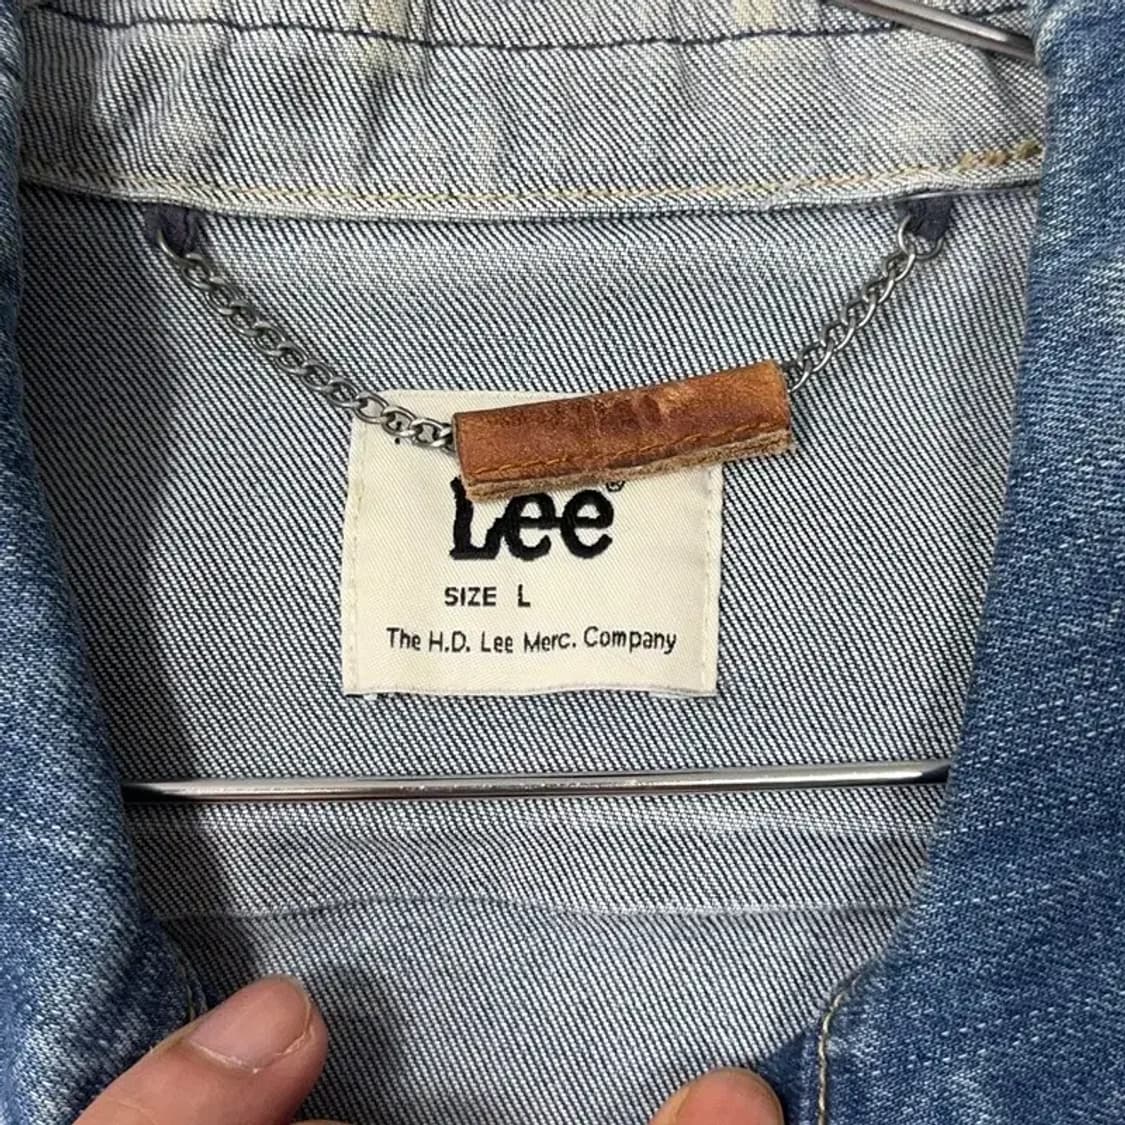 Lee®
SIZE L
The H.D. Lee Merc. Company